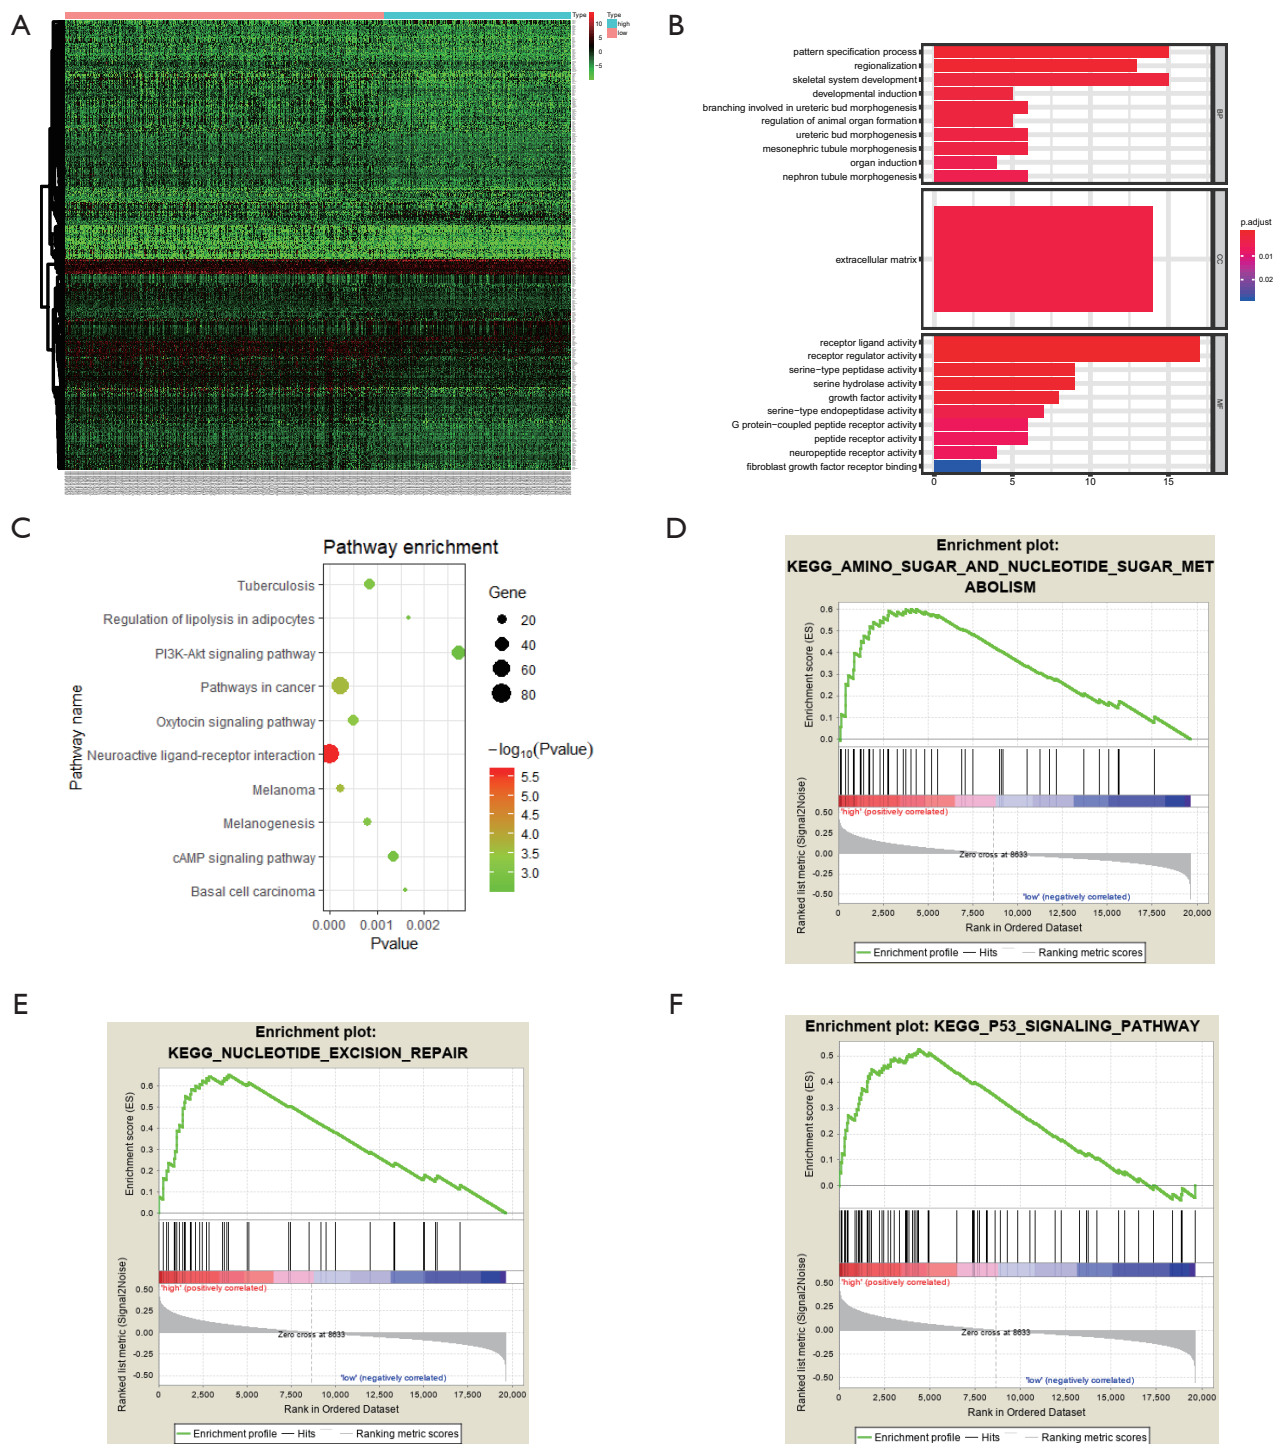 A
Type
10
5
0
−5
Type
high
low
B
pattern specification process
regionalization
skeletal system development
developmental induction
branching involved in ureteric bud morphogenesis
regulation of animal organ formation
ureteric bud morphogenesis
mesonephric tubule morphogenesis
organ induction
nephron tubule morphogenesis
BP
extracellular matrix
CC
receptor ligand activity
receptor regulator activity
serine−type peptidase activity
serine hydrolase activity
growth factor activity
serine−type endopeptidase activity
G protein−coupled peptide receptor activity
peptide receptor activity
neuropeptide receptor activity
fibroblast growth factor receptor binding
MF
0 5 10 15
p.adjust
0.01
0.02
C
Pathway enrichment
Pathway name
Tuberculosis
Regulation of lipolysis in adipocytes
PI3K-Akt signaling pathway
Pathways in cancer
Oxytocin signaling pathway
Neuroactive ligand-receptor interaction
Melanoma
Melanogenesis
cAMP signaling pathway
Basal cell carcinoma
0.000 0.001 0.002
Pvalue
Gene
20
40
60
80
−log10(Pvalue)
5.5
5.0
4.5
4.0
3.5
3.0
D
Enrichment plot:
KEGG_AMINO_SUGAR_AND_NUCLEOTIDE_SUGAR_MET
ABOLISM
Enrichment score (ES)
0.6
0.5
0.4
0.3
0.2
0.1
0.0
Ranked list metric (Signal2Noise)
0.50
0.25
0.00
-0.25
-0.50
'high' (positively correlated)
Zero cross at 8633
'low' (negatively correlated)
0 2,500 5,000 7,500 10,000 12,500 15,000 17,500 20,000
Rank in Ordered Dataset
Enrichment profile Hits Ranking metric scores
E
Enrichment plot:
KEGG_NUCLEOTIDE_EXCISION_REPAIR
Enrichment score (ES)
0.6
0.5
0.4
0.3
0.2
0.1
0.0
Ranked list metric (Signal2Noise)
0.50
0.25
0.00
-0.25
-0.50
'high' (positively correlated)
Zero cross at 8633
'low' (negatively correlated)
0 2,500 5,000 7,500 10,000 12,500 15,000 17,500 20,000
Rank in Ordered Dataset
Enrichment profile Hits Ranking metric scores
F
Enrichment plot: KEGG_P53_SIGNALING_PATHWAY
Enrichment score (ES)
0.5
0.4
0.3
0.2
0.1
0.0
Ranked list metric (Signal2Noise)
0.50
0.25
0.00
-0.25
-0.50
'high' (positively correlated)
Zero cross at 8633
'low' (negatively correlated)
0 2,500 5,000 7,500 10,000 12,500 15,000 17,500 20,000
Rank in Ordered Dataset
Enrichment profile Hits Ranking metric scores